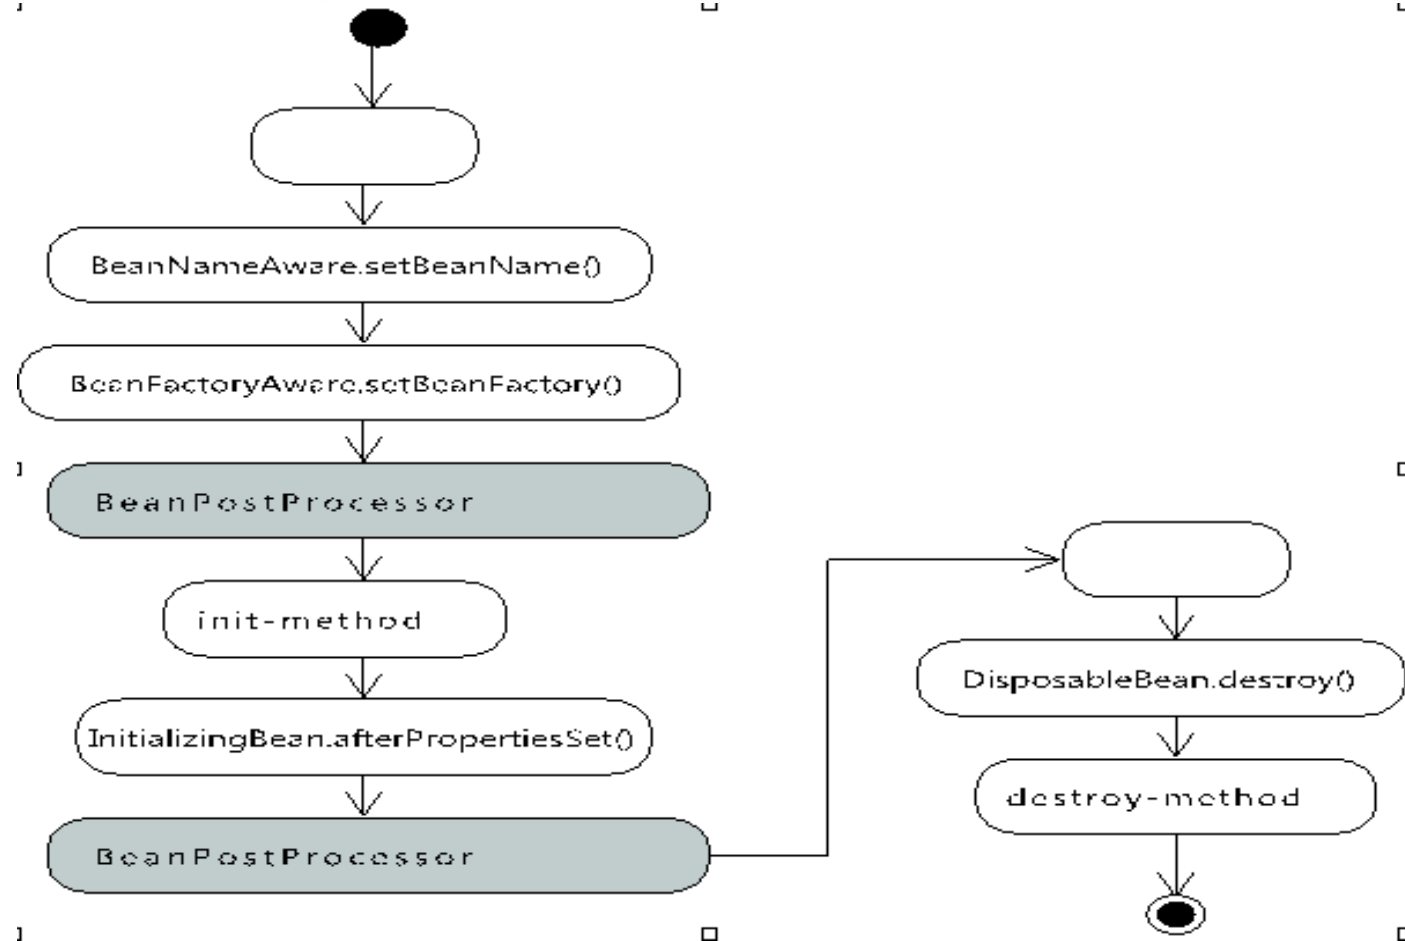 BeanNameAware.setBeanName()
BeanFactoryAware.setBeanFactory()
BeanPostProcessor
init-method
InitializingBean.afterPropertiesSet()
BeanPostProcessor
DisposableBean.destroy()
destroy-method